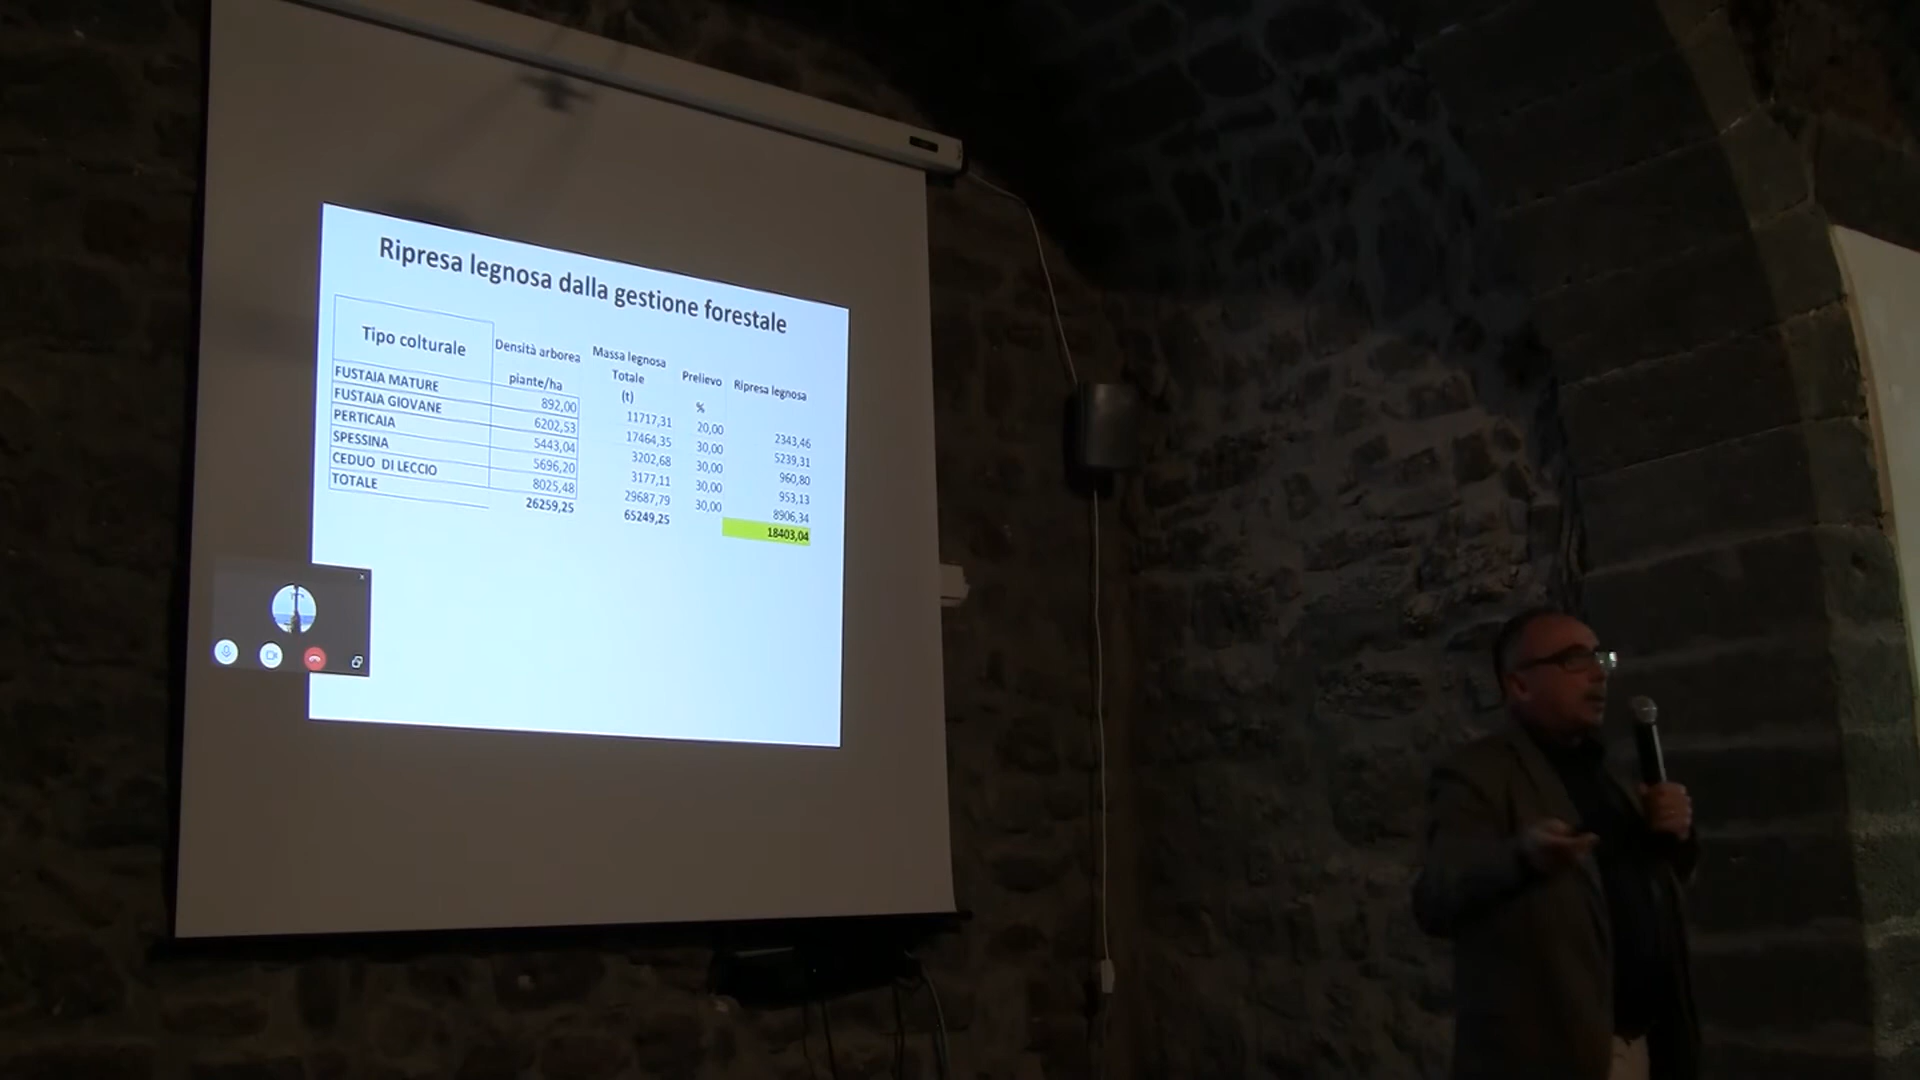 Ripresa legnosa dalla gestione forestale
Tipo colturale Densità arborea piante/ha Massa legnosa Totale (t) Prelievo % Ripresa legnosa
FUSTAIA MATURE 892,00 11717,31 20,00 2343,46
FUSTAIA GIOVANE 6202,53 17464,35 30,00 5239,31
PERTICAIA 5443,04 3202,68 30,00 960,80
SPESSINA 5696,20 3177,11 30,00 953,13
CEDUO DI LECCIO 8025,48 29687,79 30,00 8906,34
TOTALE 26259,25 65249,25 18403,04